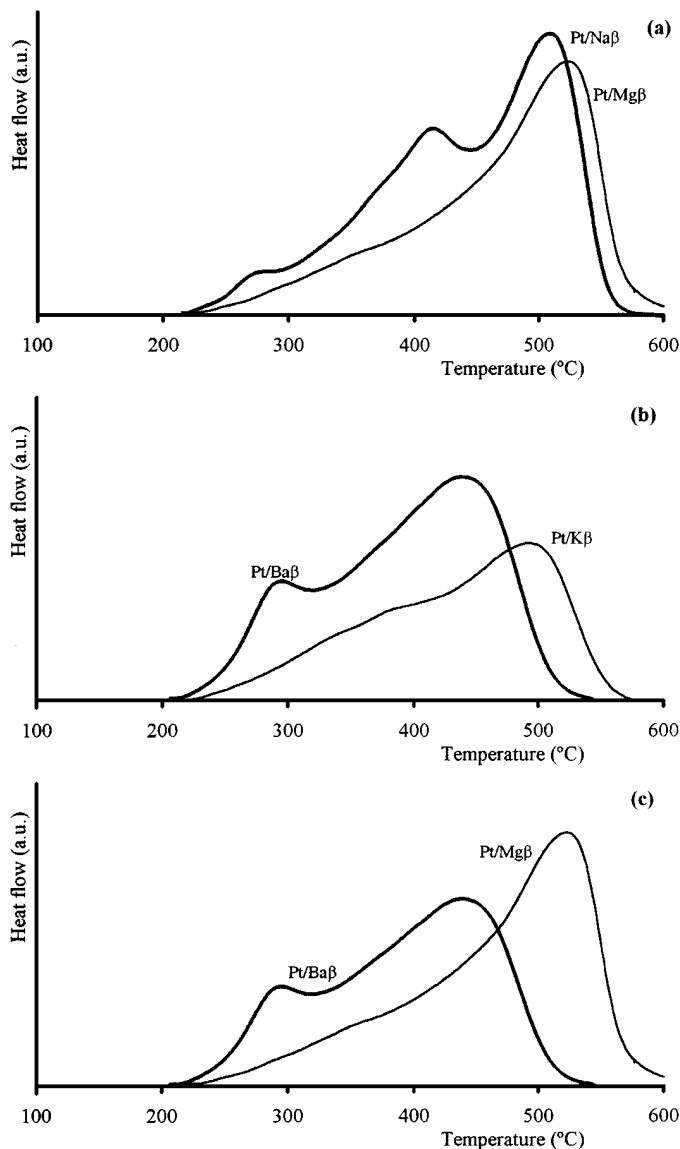 (a)
Pt/Naβ
Pt/Mgβ
Heat flow (a.u.)
100 200 300 400 500 600
Temperature (°C)
(b)
Pt/Baβ
Pt/Kβ
Heat flow (a.u.)
100 200 300 400 500 600
Temperature (°C)
(c)
Pt/Mgβ
Pt/Baβ
Heat flow (a.u.)
100 200 300 400 500 600
Temperature (°C)